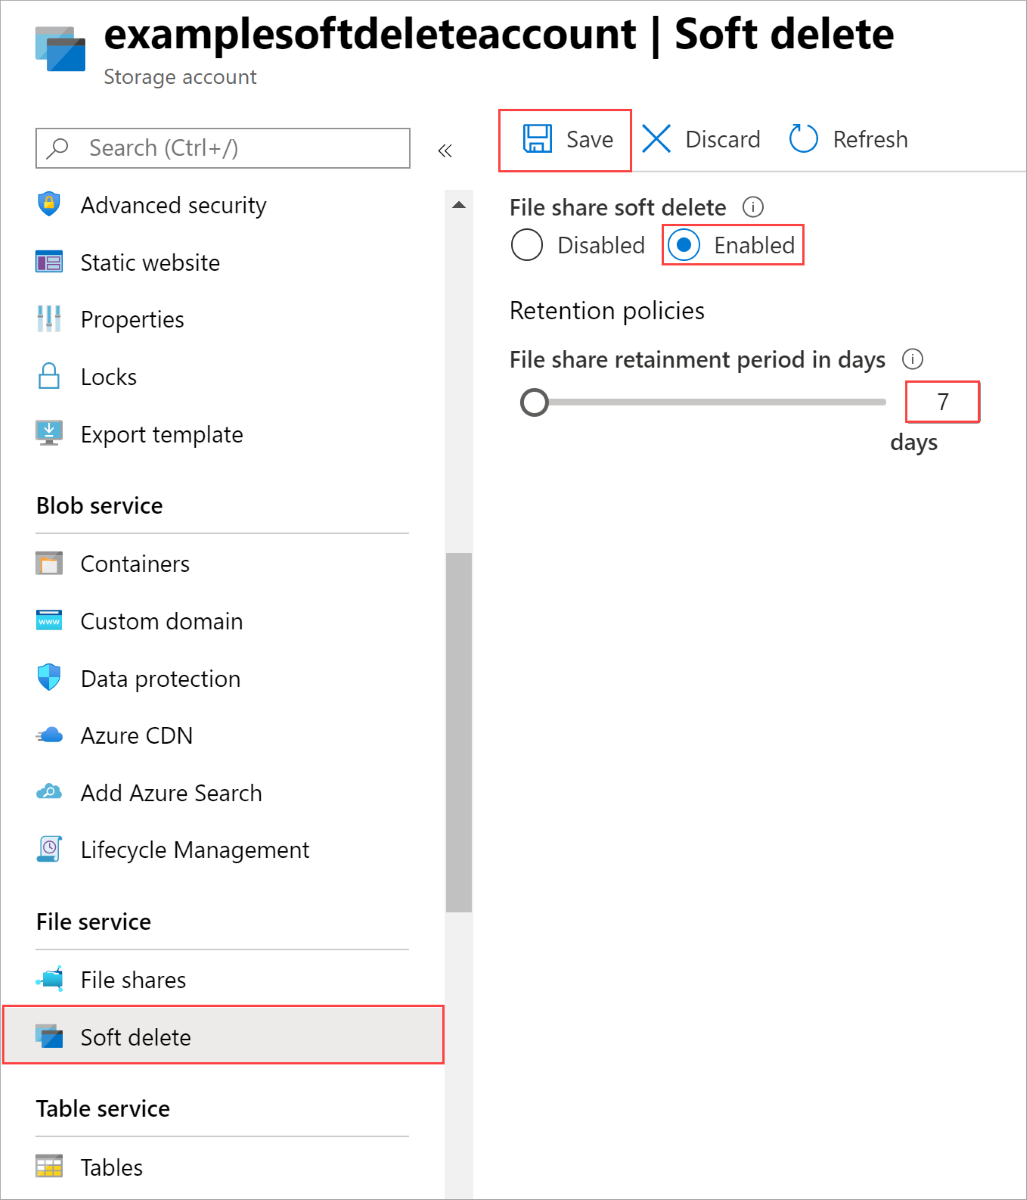 examplesoftdeleteaccount | Soft delete
Storage account
Search (Ctrl+/)
«
Advanced security
Static website
Properties
Locks
Export template
Blob service
Containers
www
Custom domain
Data protection
Azure CDN
Add Azure Search
Lifecycle Management
File service
File shares
Soft delete
Table service
Tables
Save Discard Refresh
File share soft delete i
Disabled Enabled
Retention policies
File share retainment period in days i
7
days